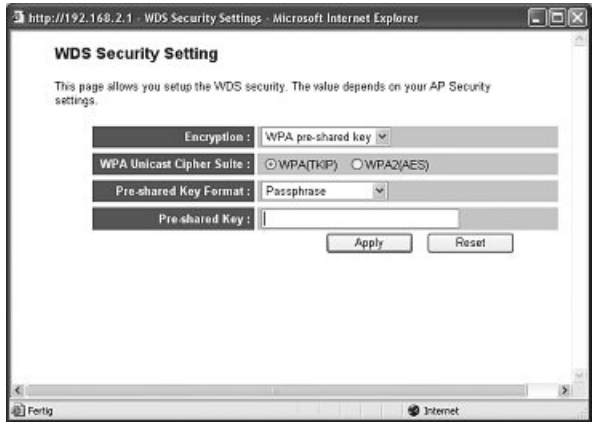 http://192.168.2.1 - WDS Security Settings - Microsoft Internet Explorer
WDS Security Setting
This page allows you setup the WDS security. The value depends on your AP Security
settings.
Encryption : WPA pre-shared key
WPA Unicast Cipher Suite : WPA(TKIP) WPA2(AES)
Pre-shared Key Format : Passphrase
Pre-shared Key :
Apply Reset
Fertig Internet